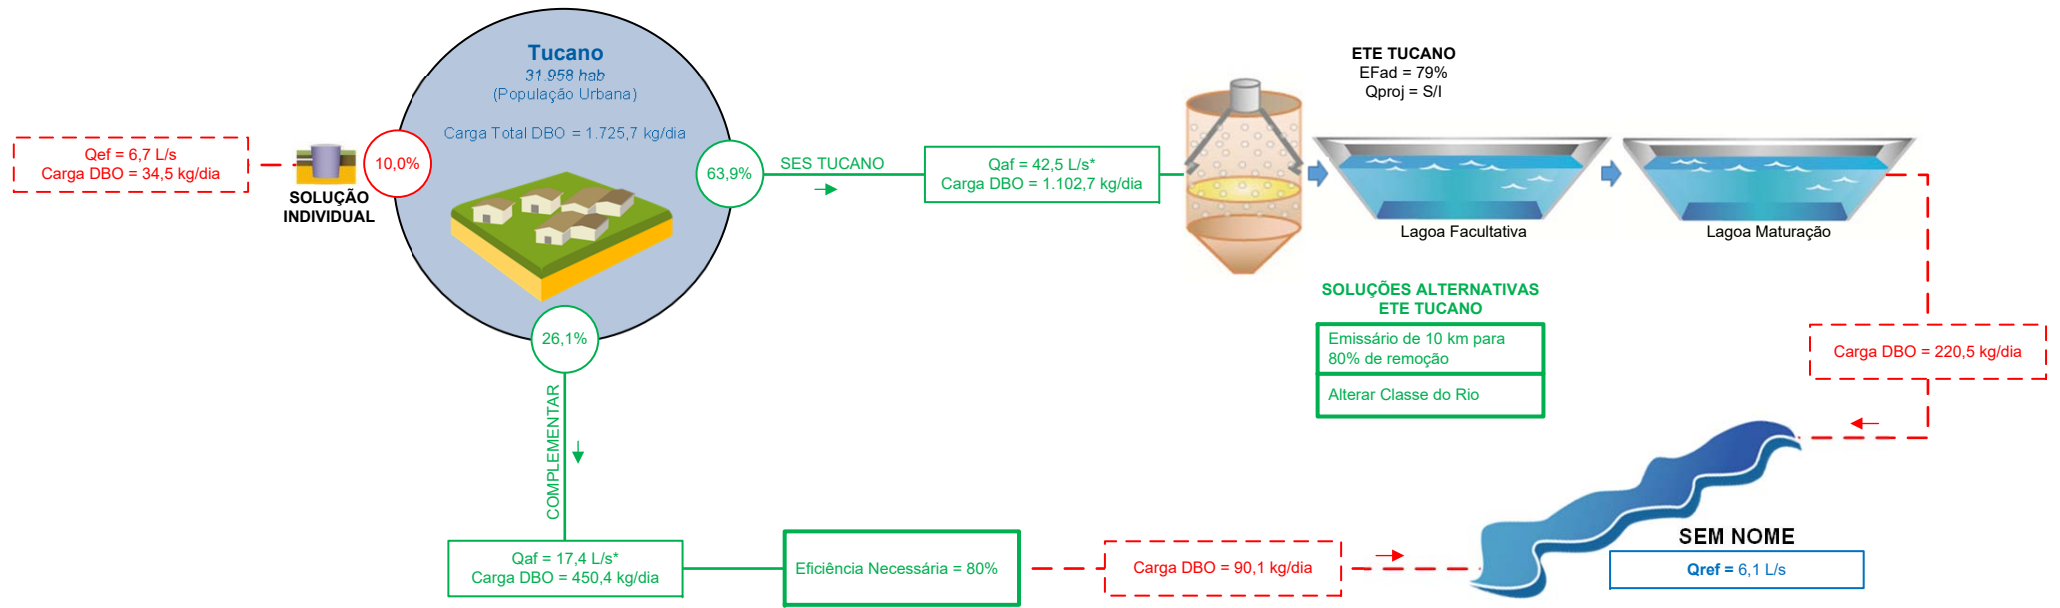 Tucano
31.958 hab
(População Urbana)
Carga Total DBO = 1.725,7 kg/dia
Qef = 6,7 L/s
Carga DBO = 34,5 kg/dia
SOLUÇÃO
INDIVIDUAL
10,0%
63,9%
SES TUCANO
Qaf = 42,5 L/s*
Carga DBO = 1.102,7 kg/dia
ETE TUCANO
EFad = 79%
Qproj = S/I
Lagoa Facultativa
Lagoa Maturação
SOLUÇÕES ALTERNATIVAS
ETE TUCANO
Emissário de 10 km para
80% de remoção
Alterar Classe do Rio
Carga DBO = 220,5 kg/dia
26,1%
COMPLEMENTAR
Qaf = 17,4 L/s*
Carga DBO = 450,4 kg/dia
Eficiência Necessária = 80%
Carga DBO = 90,1 kg/dia
SEM NOME
Qref = 6,1 L/s